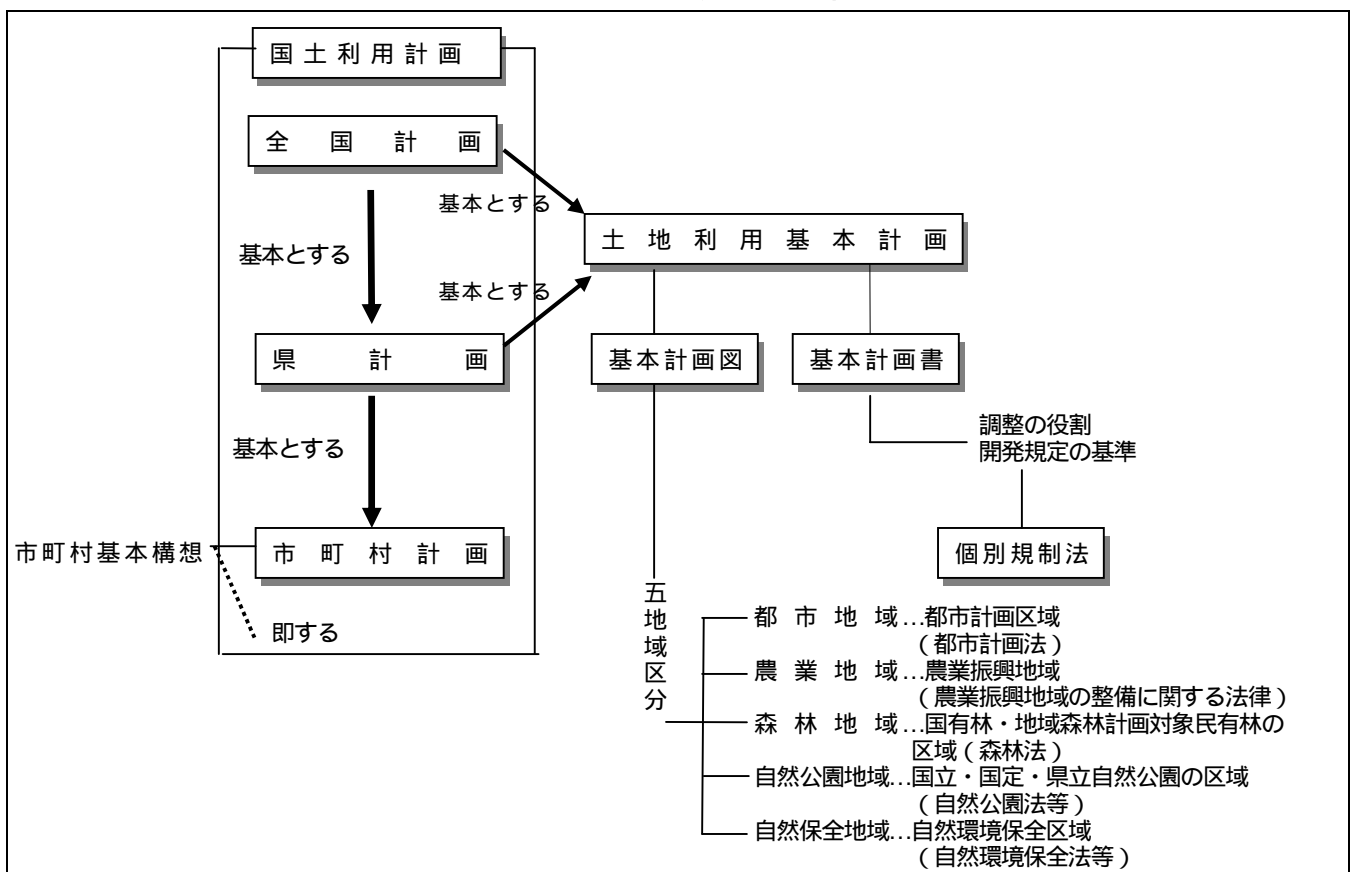 国土利用計画
全国計画
基本とする
土地利用基本計画
基本とする
基本とする
県計画
基本計画図
基本計画書
調整の役割
開発規定の基準
基本とする
市町村基本構想
市町村計画
個別規制法
即する
五地域区分
都市地域…都市計画区域
(都市計画法)
農業地域…農業振興地域
(農業振興地域の整備に関する法律)
森林地域…国有林・地域森林計画対象民有林の
区域(森林法)
自然公園地域…国立・国定・県立自然公園の区域
(自然公園法等)
自然保全地域…自然環境保全区域
(自然環境保全法等)